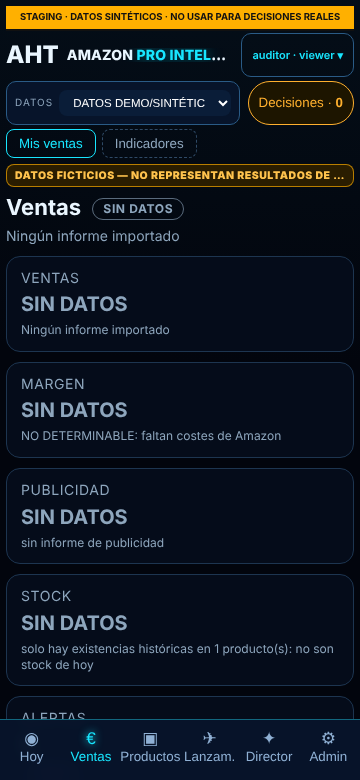 STAGING · DATOS SINTÉTICOS · NO USAR PARA DECISIONES REALES
AHT AMAZON PRO INTEL...
auditor · viewer ▾
DATOS DATOS DEMO/SINTÉTIC
Decisiones · 0
Mis ventas
Indicadores
DATOS FICTICIOS — NO REPRESENTAN RESULTADOS DE ...
Ventas SIN DATOS
Ningún informe importado
VENTAS
SIN DATOS
Ningún informe importado
MARGEN
SIN DATOS
NO DETERMINABLE: faltan costes de Amazon
PUBLICIDAD
SIN DATOS
sin informe de publicidad
STOCK
SIN DATOS
solo hay existencias históricas en 1 producto(s): no son
stock de hoy
ALERTAS
Hoy
€ Ventas
Productos
Lanzam.
Director
Admin